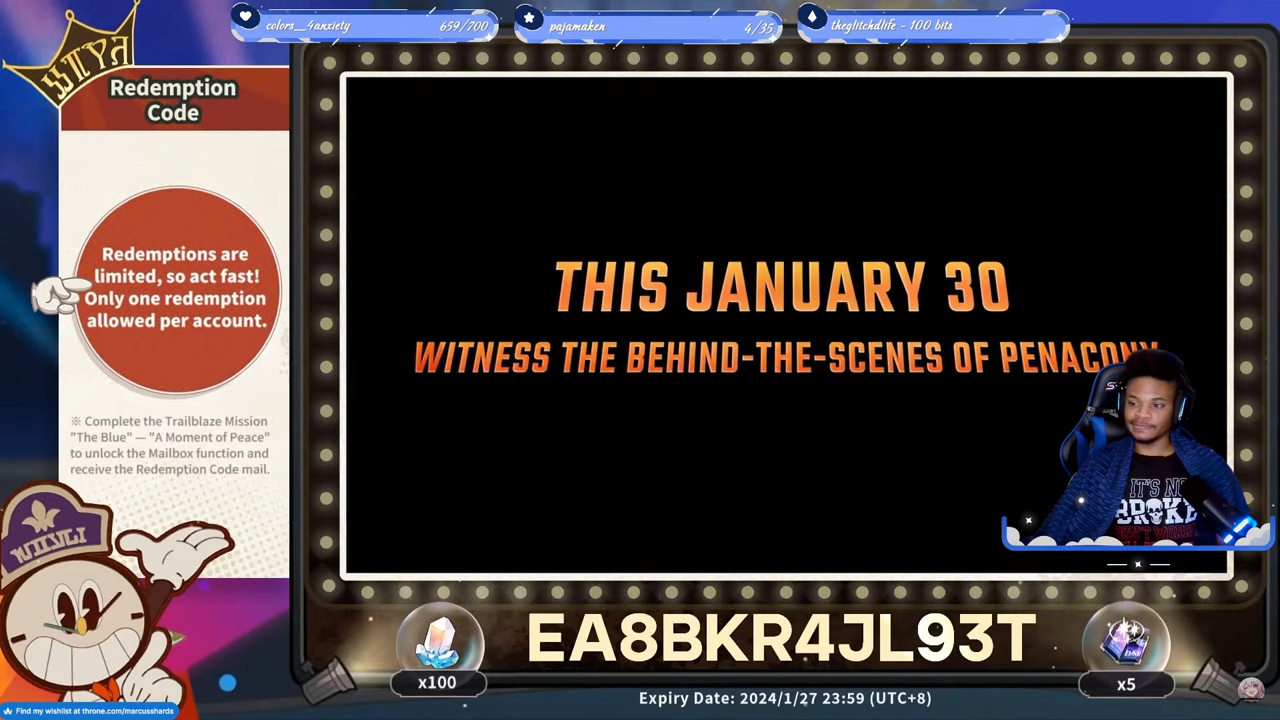 colors__4anxiety 659/700
pajamaken 4/35
theglitchdlife - 100 bits
Redemption
Code
Redemptions are
limited, so act fast!
Only one redemption
allowed per account.
※ Complete the Trailblaze Mission
"The Blue" — "A Moment of Peace"
to unlock the Mailbox function and
receive the Redemption Code mail.
THIS JANUARY 30
WITNESS THE BEHIND-THE-SCENES OF PENACONY
IT'S NO
BROKE
EA8BKR4JL93T
x100
x5
Expiry Date: 2024/1/27 23:59 (UTC+8)
Find my wishlist at throne.com/marcusshards